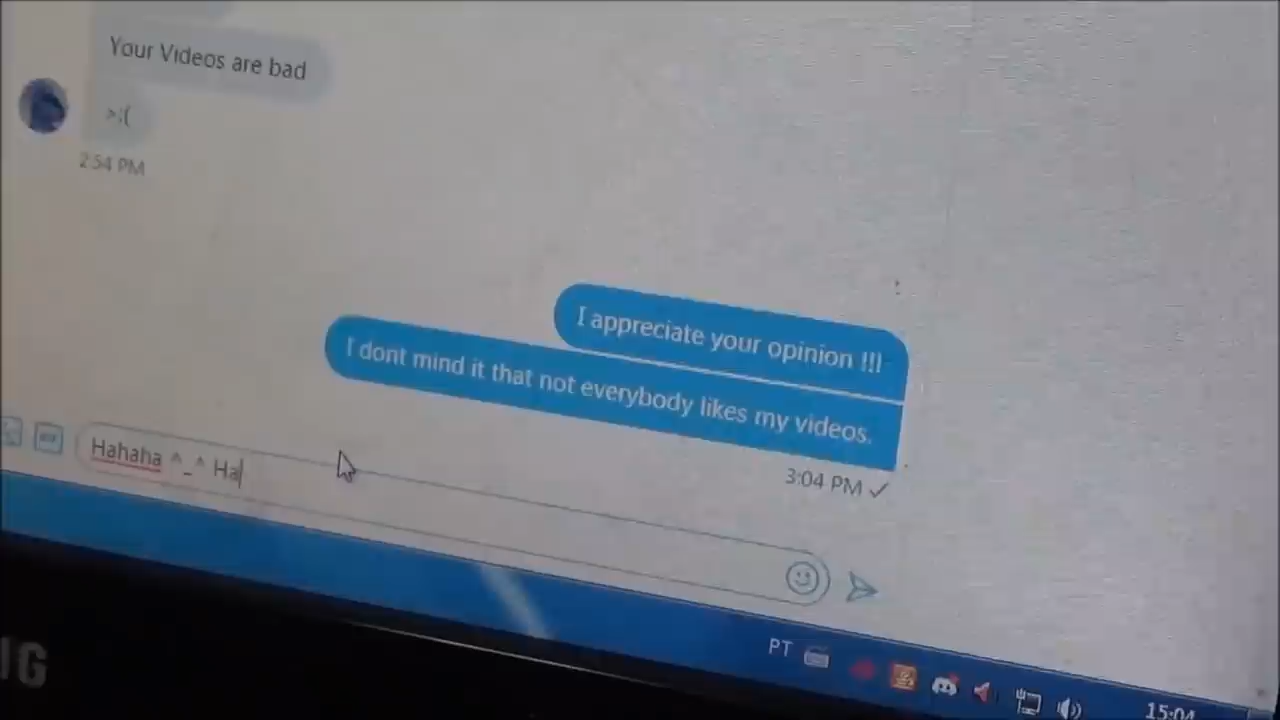 Your Videos are bad
>:(
2:54 PM
I appreciate your opinion !!!
I dont mind it that not everybody likes my videos.
3:04 PM ✓
Hahaha ^_^ Ha
PT
15:04